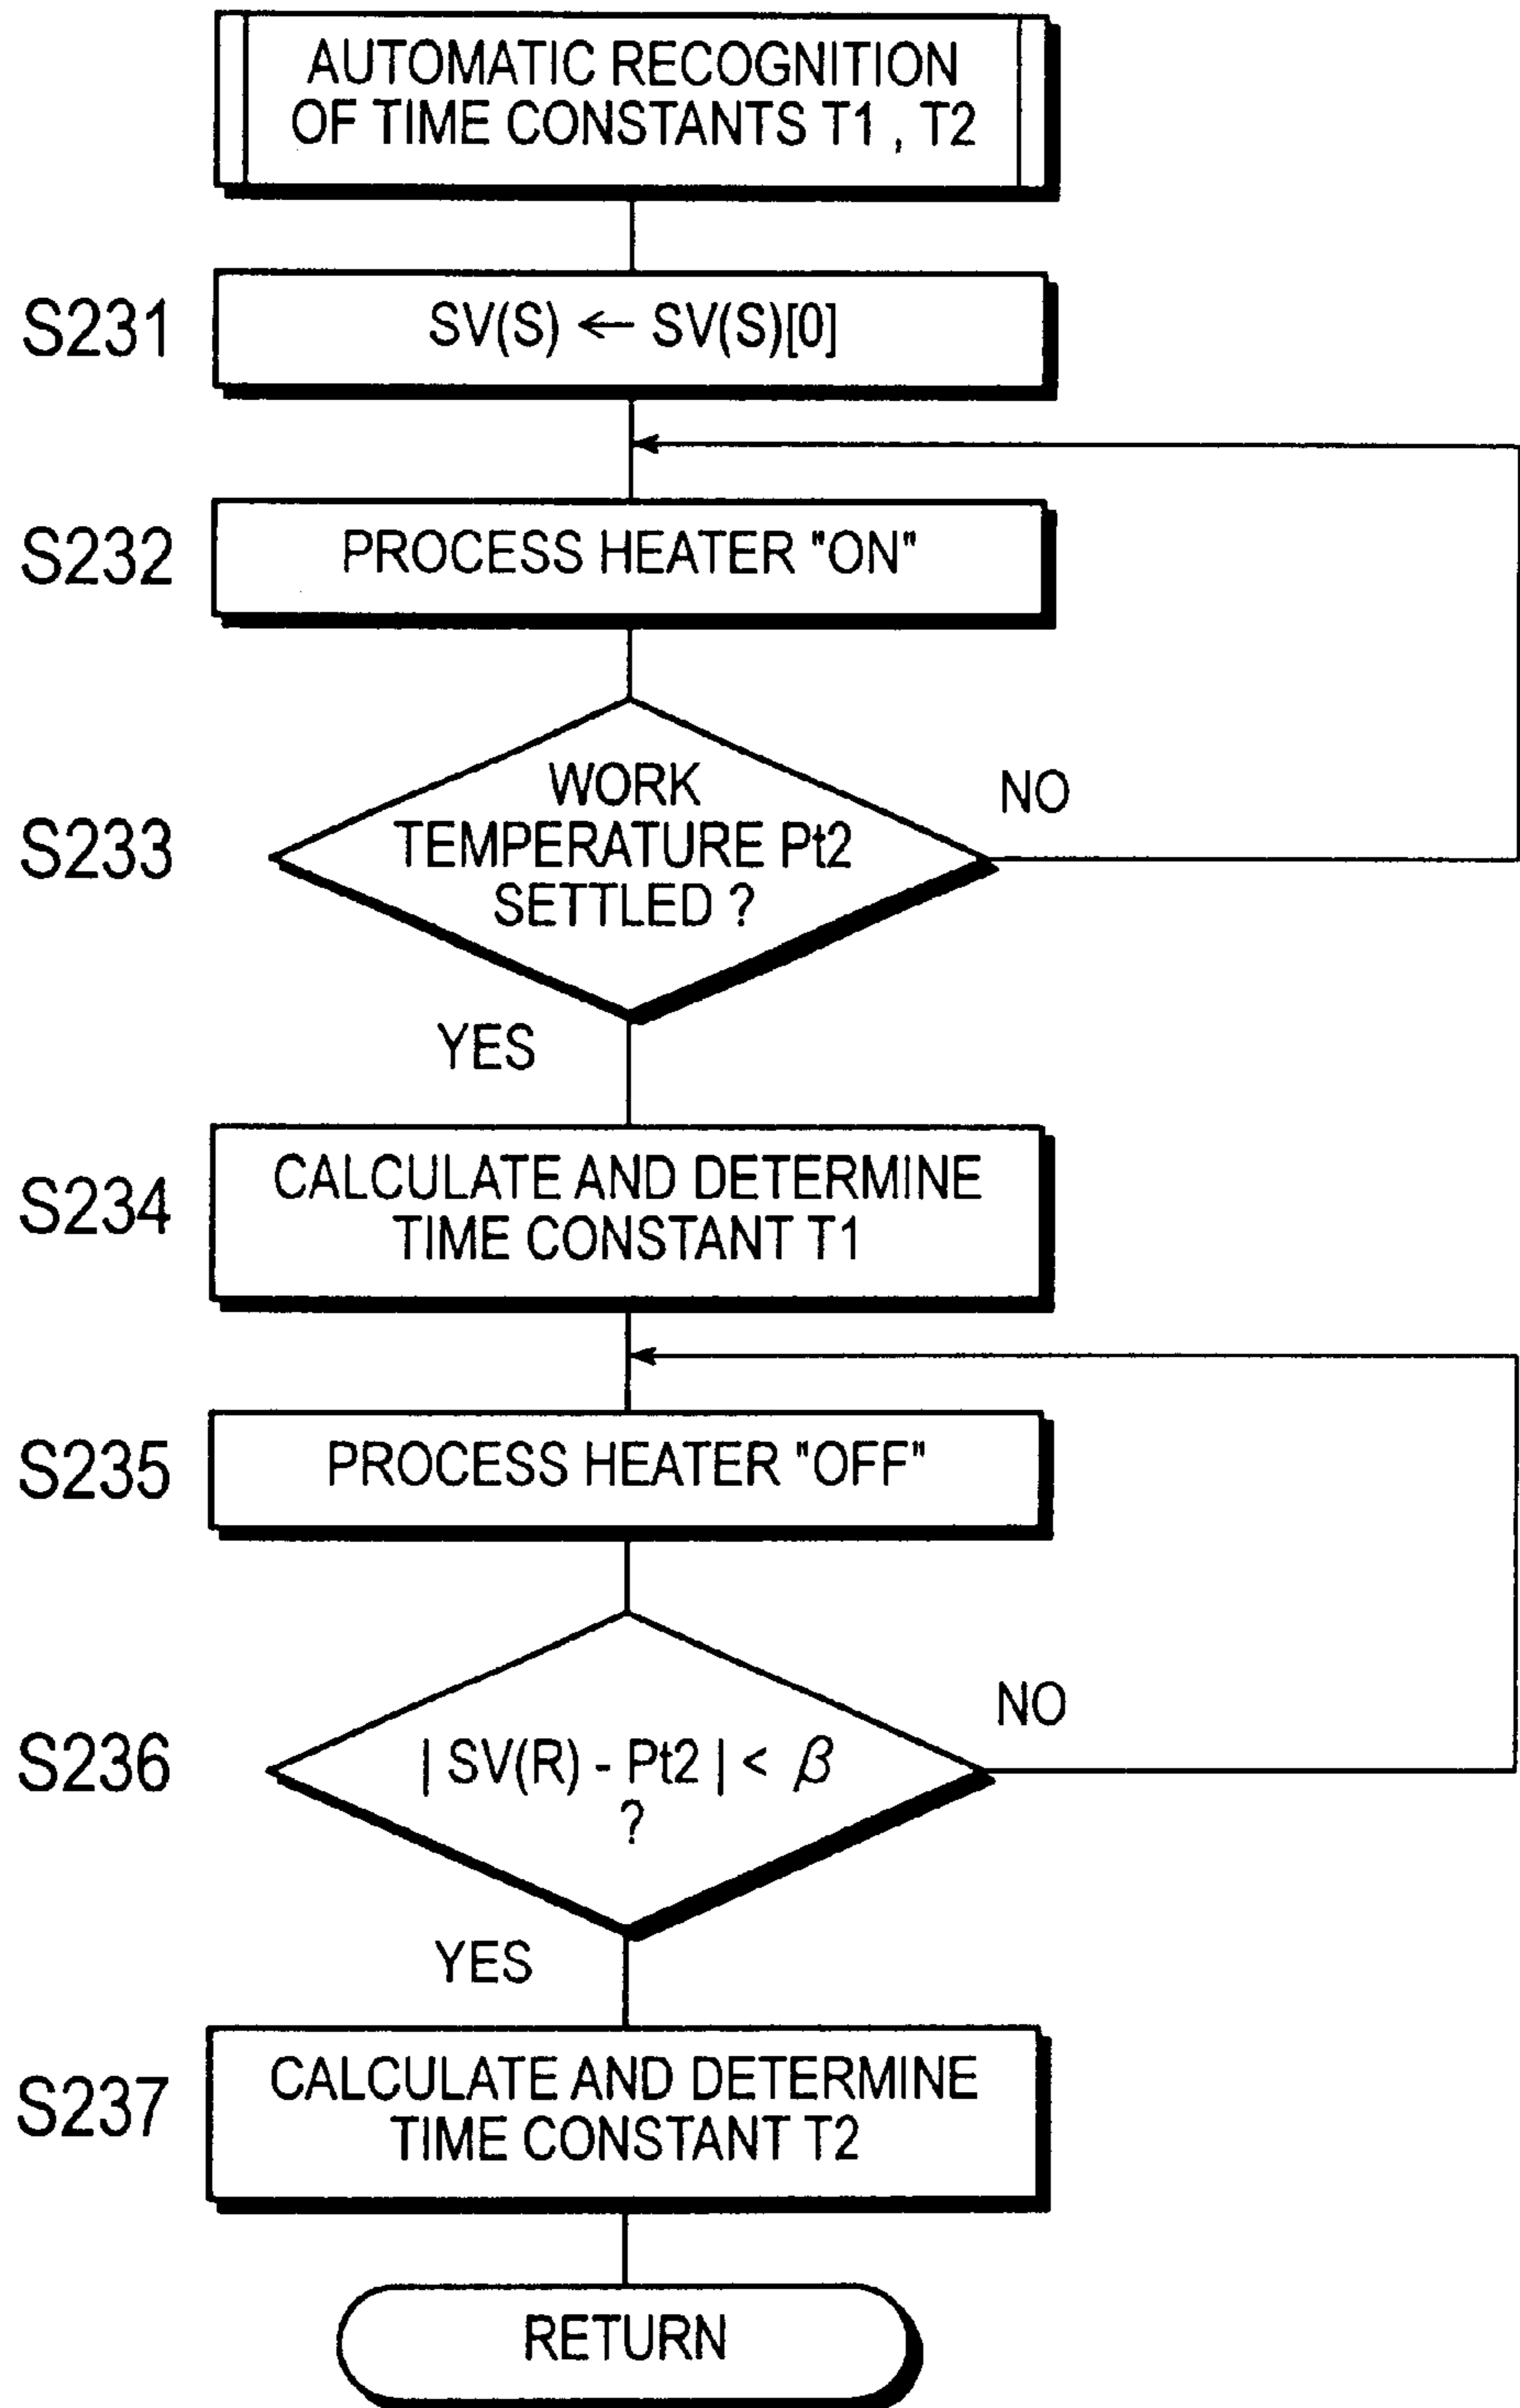 AUTOMATIC RECOGNITION
OF TIME CONSTANTS T1 , T2
S231
SV(S) ← SV(S)[0]
S232
PROCESS HEATER "ON"
S233
WORK
TEMPERATURE Pt2
SETTLED ?
NO
YES
S234
CALCULATE AND DETERMINE
TIME CONSTANT T1
S235
PROCESS HEATER "OFF"
S236
| SV(R) - Pt2 | < β
?
NO
YES
S237
CALCULATE AND DETERMINE
TIME CONSTANT T2
RETURN